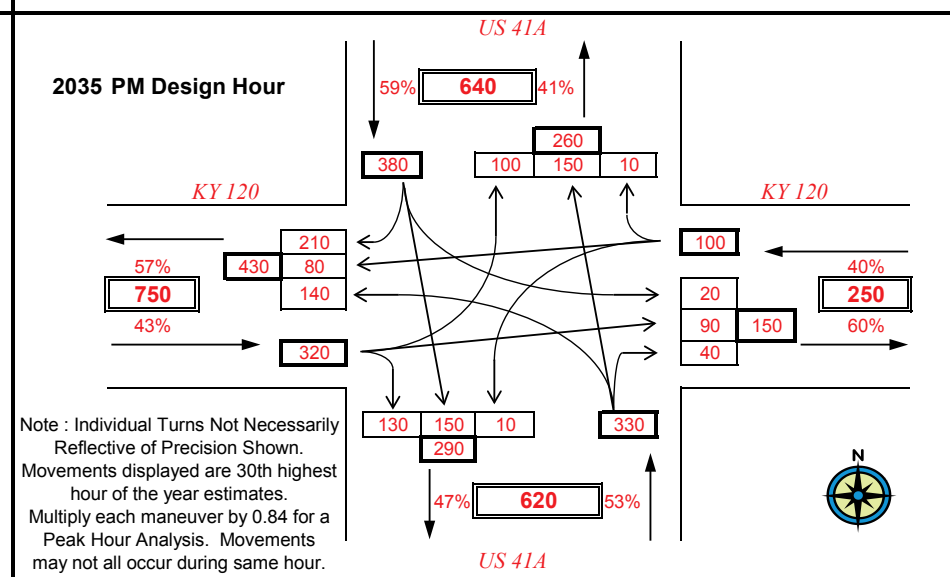 US 41A
2035 PM Design Hour
59% 640 41%
260
380 100 150 10
KY 120 KY 120
210 100
57% 430 80 40%
750 140 20 250
43% 90 150 60%
320 40
130 150 10 330
290
Note : Individual Turns Not Necessarily
Reflective of Precision Shown.
Movements displayed are 30th highest
hour of the year estimates.
Multiply each maneuver by 0.84 for a
Peak Hour Analysis. Movements
may not all occur during same hour.
47% 620 53%
N
US 41A